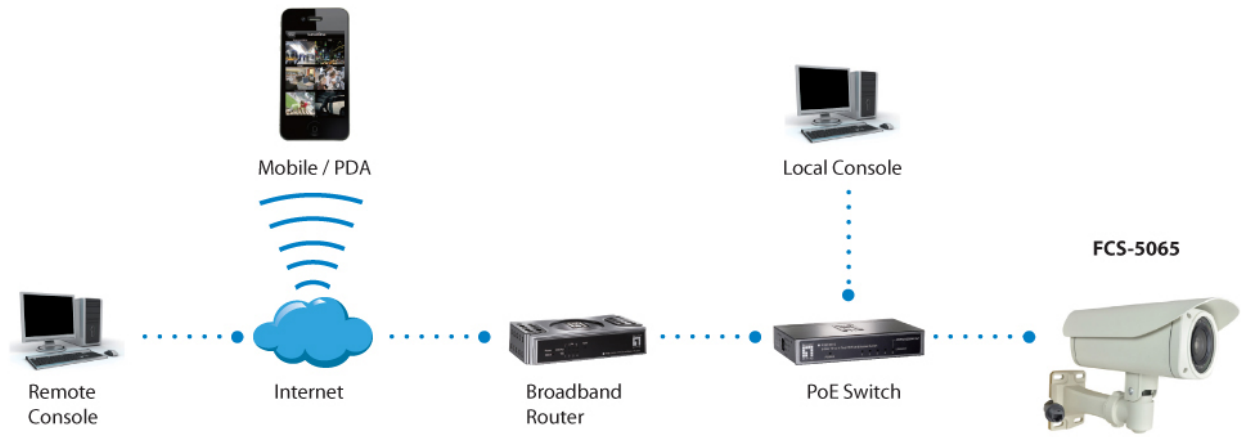 Mobile / PDA
Local Console
FCS-5065
Remote
Console
Internet
Broadband
Router
PoE Switch